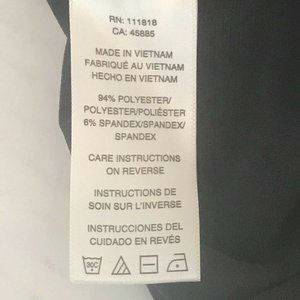 RN: 111818
CA: 45885
MADE IN VIETNAM
FABRIQUÉ AU VIETNAM
HECHO EN VIETNAM
94% POLYESTER/
POLYESTER/POLIÉSTER
6% SPANDEX/SPANDEX/
SPANDEX
CARE INSTRUCTIONS
ON REVERSE
INSTRUCTIONS DE
SOIN SUR L'INVERSE
INSTRUCCIONES DEL
CUIDADO EN REVÉS
30C